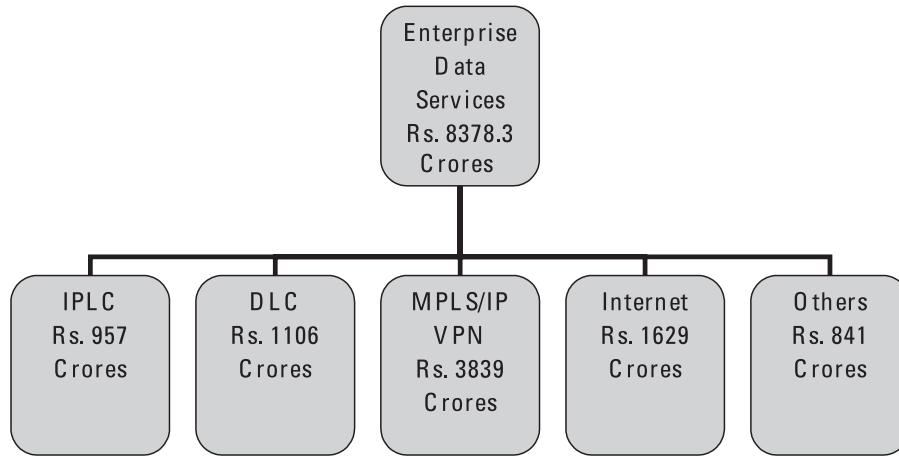 Enterprise
Data
Services
Rs. 8378.3
Crores
IPLC
Rs. 957
Crores
DLC
Rs. 1106
Crores
MPLS/IP
VPN
Rs. 3839
Crores
Internet
Rs. 1629
Crores
Others
Rs. 841
Crores